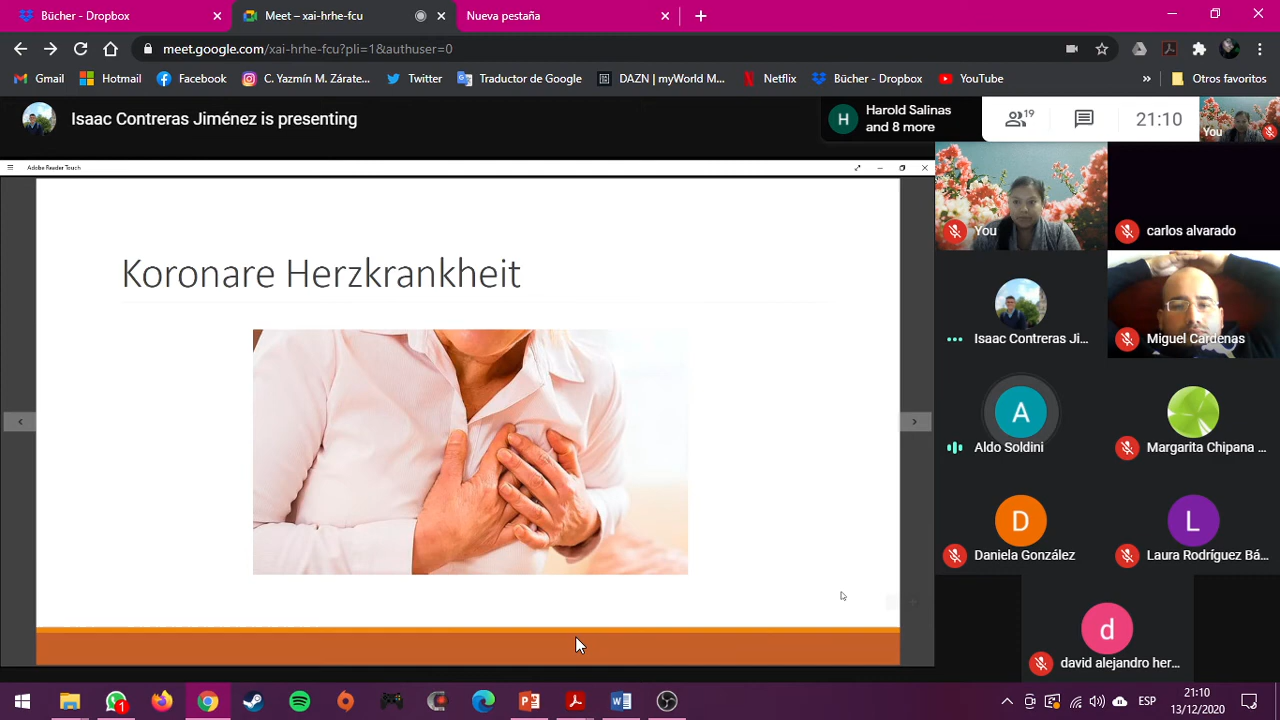 Bücher - Dropbox
Meet – xai-hrhe-fcu
Nueva pestaña
meet.google.com/xai-hrhe-fcu?pli=1&authuser=0
Gmail
Hotmail
Facebook
C. Yazmín M. Zárate...
Twitter
Traductor de Google
DAZN | myWorld M...
Netflix
Bücher - Dropbox
YouTube
»
Otros favoritos
Isaac Contreras Jiménez is presenting
H
Harold Salinas
and 8 more
19
21:10
You
Adobe Reader Touch
Koronare Herzkrankheit
You
carlos alvarado
Isaac Contreras Ji...
Miguel Cardenas
A
Aldo Soldini
Margarita Chipana ...
D
Daniela González
L
Laura Rodríguez Bá...
d
david alejandro her...
1
ESP
21:10
13/12/2020